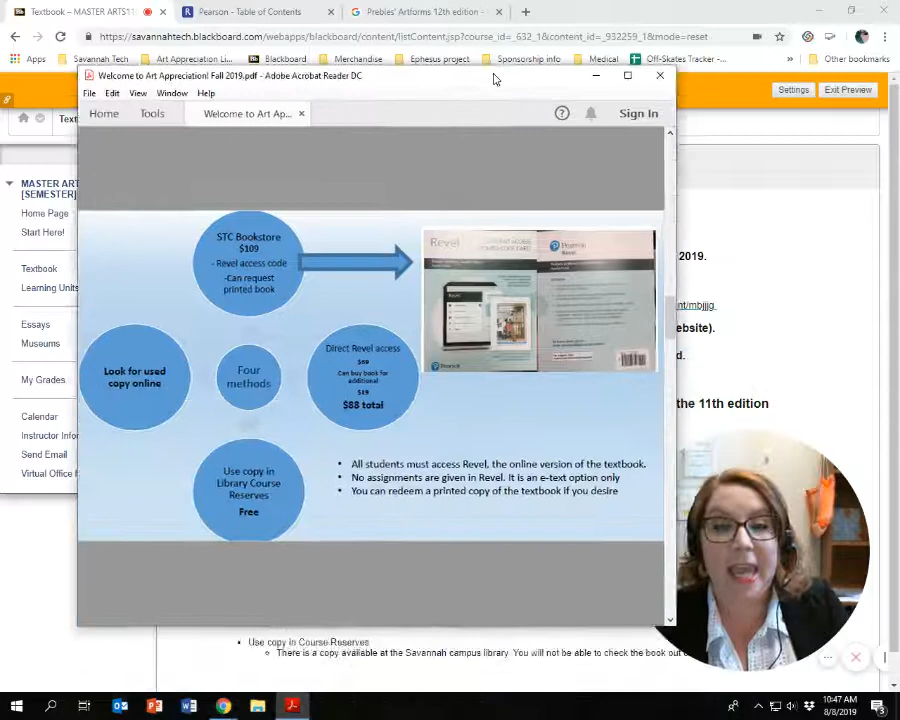 Textbook – MASTER ARTS11
Pearson - Table of Contents
Prebles' Artforms 12th edition -
https://savannahtech.blackboard.com/webapps/blackboard/content/listContent.jsp?course_id=_632_1&content_id=_932259_1&mode=reset
Apps
Savannah Tech
Art Appreciation Li...
Blackboard
Merchandise
Ephesus project
Sponsorship info
Medical
Off-Skates Tracker -
»
Other bookmarks
Welcome to Art Appreciation! Fall 2019.pdf - Adobe Acrobat Reader DC
File Edit View Window Help
Settings
Exit Preview
Home
Tools
Welcome to Art Ap...
Sign In
Text
MASTER ART
[SEMESTER]
Home Page
Start Here!
Textbook
Learning Units
Essays
Museums
My Grades
Calendar
Instructor Infor
Send Email
Virtual Office
STC Bookstore
$109
- Revel access code
-Can request
printed book
Look for used
copy online
Four
methods
Direct Revel access
$69
Can buy book for
additional
$19
$88 total
Use copy in
Library Course
Reserves
Free
Revel
Pearson
Revel
• All students must access Revel, the online version of the textbook.
• No assignments are given in Revel. It is an e-text option only
• You can redeem a printed copy of the textbook if you desire
2019.
nt/mbjjjg
ebsite).
d.
the 11th edition
• Use copy in Course Reserves
There is a copy available at the Savannah campus library. You will not be able to check the book out
10:47 AM
8/8/2019
3